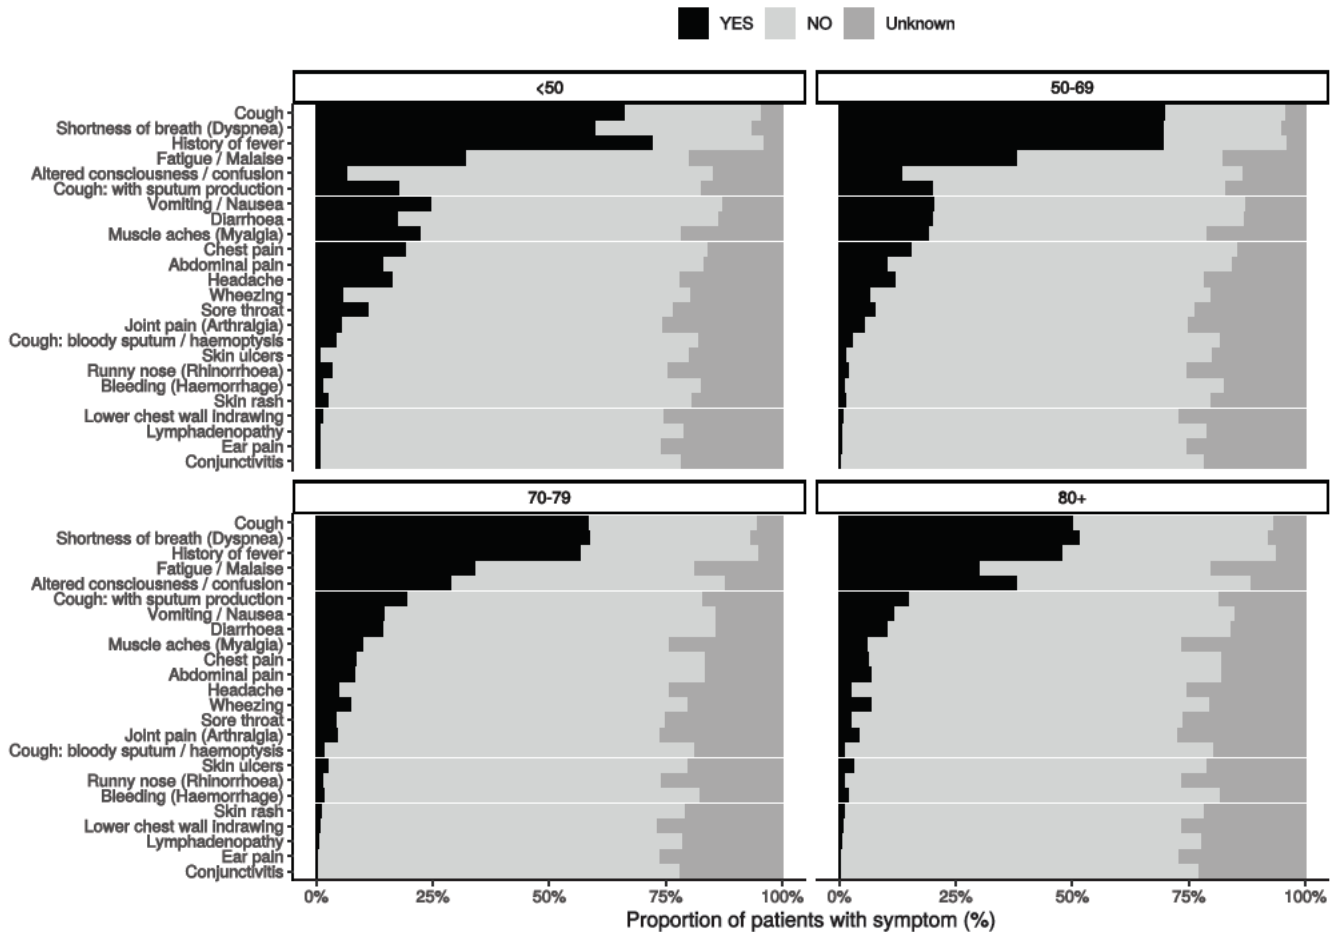 YES NO Unknown
<50 50-69
Cough
Shortness of breath (Dyspnea)
History of fever
Fatigue / Malaise
Altered consciousness / confusion
Cough: with sputum production
Vomiting / Nausea
Diarrhoea
Muscle aches (Myalgia)
Chest pain
Abdominal pain
Headache
Wheezing
Sore throat
Joint pain (Arthralgia)
Cough: bloody sputum / haemoptysis
Skin ulcers
Runny nose (Rhinorrhoea)
Bleeding (Haemorrhage)
Skin rash
Lower chest wall indrawing
Lymphadenopathy
Ear pain
Conjunctivitis
70-79 80+
Cough
Shortness of breath (Dyspnea)
History of fever
Fatigue / Malaise
Altered consciousness / confusion
Cough: with sputum production
Vomiting / Nausea
Diarrhoea
Muscle aches (Myalgia)
Chest pain
Abdominal pain
Headache
Wheezing
Sore throat
Joint pain (Arthralgia)
Cough: bloody sputum / haemoptysis
Skin ulcers
Runny nose (Rhinorrhoea)
Bleeding (Haemorrhage)
Skin rash
Lower chest wall indrawing
Lymphadenopathy
Ear pain
Conjunctivitis
0% 25% 50% 75% 100% 0% 25% 50% 75% 100%
Proportion of patients with symptom (%)